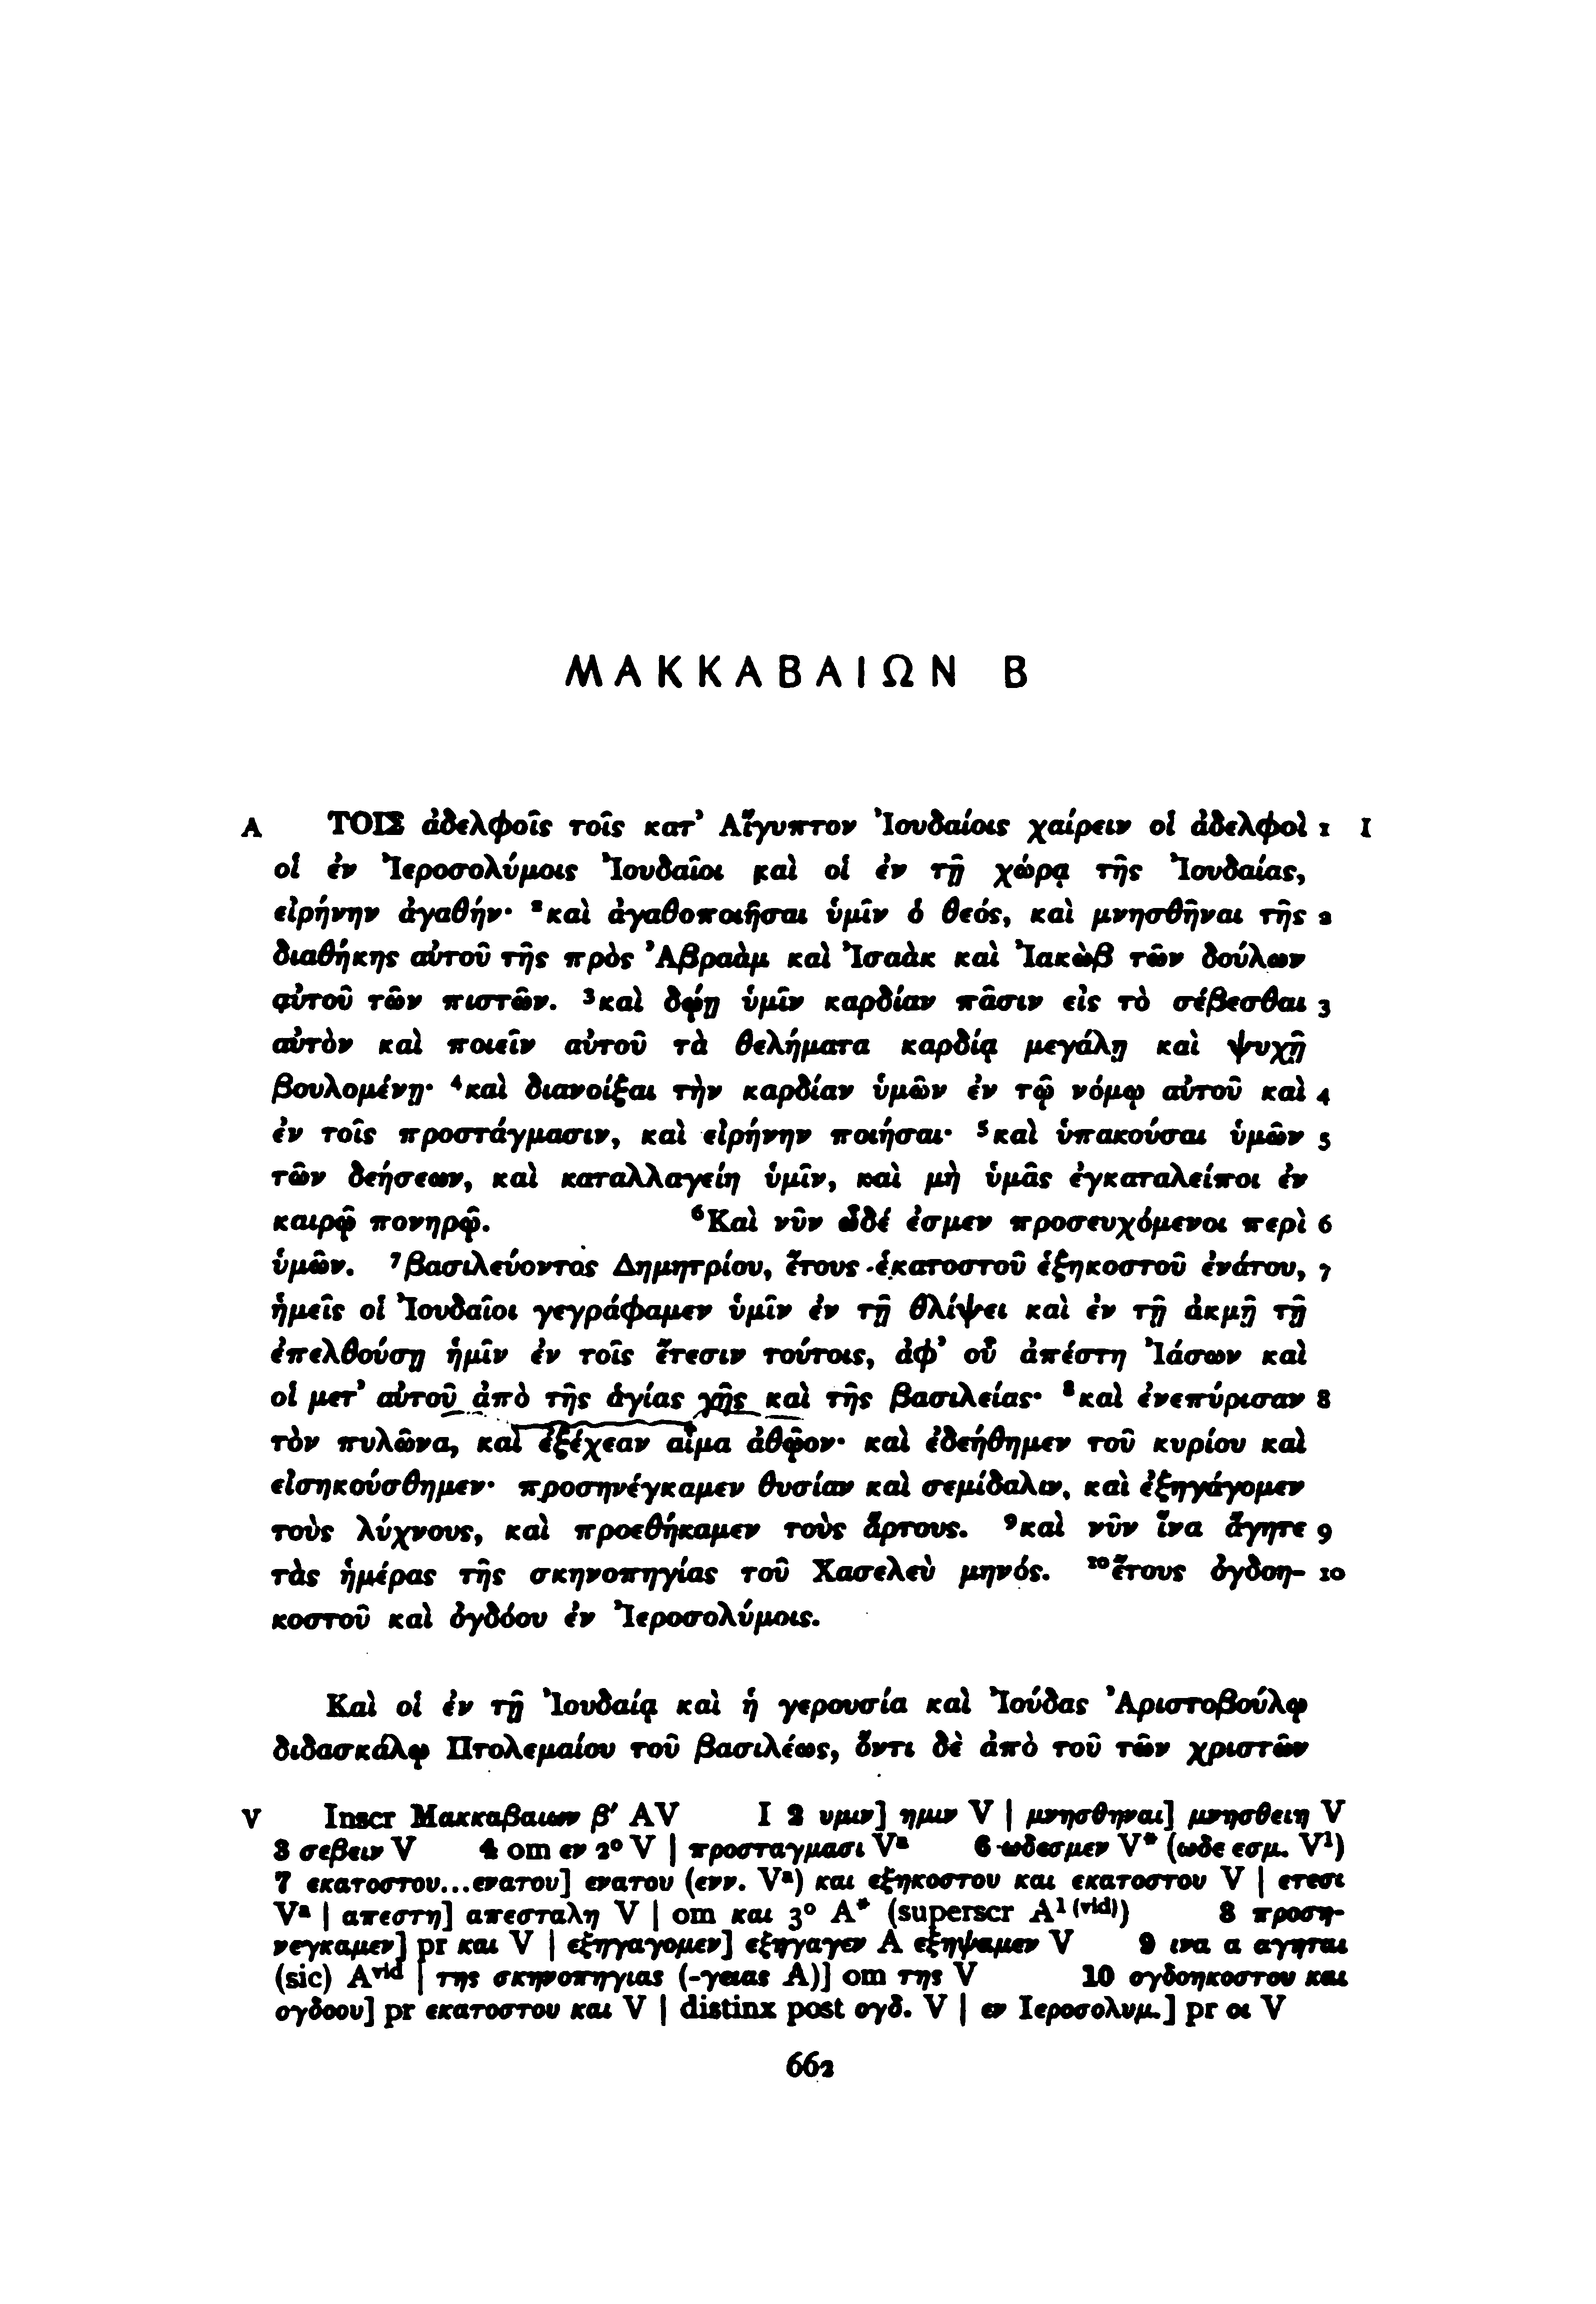 ΜΑΚΚΑΒΑΙΩΝ Β
Α ΤΟΙΣ ἀδελφοῖς τοῖς κατ’ Αἴγυπτον Ἰουδαίοις χαίρειν οἱ ἀδελφοὶ 1 I
οἱ ἐν Ἰεροσολύμοις Ἰουδαῖοι καὶ οἱ ἐν τῇ χώρᾳ τῆς Ἰουδαίας,
εἰρήνην ἀγαθήν· ²καὶ ἀγαθοποιῆσαι ὑμῖν ὁ θεός, καὶ μνησθῆναι τῆς 2
διαθήκης αὐτοῦ τῆς πρὸς Ἀβραὰμ καὶ Ἰσαὰκ καὶ Ἰακὼβ τῶν δούλων
αὐτοῦ τῶν πιστῶν. ³καὶ δῴη ὑμῖν καρδίαν πᾶσιν εἰς τὸ σέβεσθαι 3
αὐτὸν καὶ ποιεῖν αὐτοῦ τὰ θελήματα καρδίᾳ μεγάλῃ καὶ ψυχῇ
βουλομένῃ· ⁴καὶ διανοίξαι τὴν καρδίαν ὑμῶν ἐν τῷ νόμῳ αὐτοῦ καὶ 4
ἐν τοῖς προστάγμασιν, καὶ εἰρήνην ποιήσαι· ⁵καὶ ὑπακούσαι ὑμῶν 5
τῶν δεήσεων, καὶ καταλλαγείη ὑμῖν, καὶ μὴ ὑμᾶς ἐγκαταλείποι ἐν
καιρῷ πονηρῷ. ⁶Καὶ νῦν ὧδέ ἐσμεν προσευχόμενοι περὶ 6
ὑμῶν. ⁷βασιλεύοντος Δημητρίου, ἔτους ἑκατοστοῦ ἑξηκοστοῦ ἐνάτου, 7
ἡμεῖς οἱ Ἰουδαῖοι γεγράφαμεν ὑμῖν ἐν τῇ θλίψει καὶ ἐν τῇ ἀκμῇ τῇ
ἐπελθούσῃ ἡμῖν ἐν τοῖς ἔτεσιν τούτοις, ἀφ’ οὗ ἀπέστη Ἰάσων καὶ
οἱ μετ’ αὐτοῦ ἀπὸ τῆς ἁγίας γῆς καὶ τῆς βασιλείας· ⁸καὶ ἐνεπύρισαν 8
τὸν πυλῶνα, καὶ ἐξέχεαν αἷμα ἀθῷον· καὶ ἐδεήθημεν τοῦ κυρίου καὶ
εἰσηκούσθημεν· προσηνέγκαμεν θυσίαν καὶ σεμίδαλιν, καὶ ἐξηγάγομεν
τοὺς λύχνους, καὶ προεθήκαμεν τοὺς ἄρτους. ⁹καὶ νῦν ἵνα ἄγητε 9
τὰς ἡμέρας τῆς σκηνοπηγίας τοῦ Χασελεὺ μηνός. ¹⁰ἔτους ὀγδοη- 10
κοστοῦ καὶ ὀγδόου ἐν Ἰεροσολύμοις.
Καὶ οἱ ἐν τῇ Ἰουδαίᾳ καὶ ἡ γερουσία καὶ Ἰούδας Ἀριστοβούλῳ
διδασκάλῳ Πτολεμαίου τοῦ βασιλέως, ὄντι δὲ ἀπὸ τοῦ τῶν χριστῶν
V Inscr Μακκαβαιων β′ AV I 2 υμιν] ημιν V | μνησθηναι] μνησθειη V
3 σεβειν V 4 om εν 2° V | προσταγμασι Vᵃ 6 ωδεσμεν V* (ωδε εσμ. V¹)
7 εκατοστου...ενατου] ενατου (ενν. Vᵃ) και εξηκοστου και εκατοστου V | ετεσι
Vᵃ | απεστη] απεσταλη V | om και 3° A* (superscr A¹ ⁽ᵛⁱᵈ⁾) 8 προση-
νεγκαμεν] pr και V | εξηγαγομεν] εξηγαγεν A εξηψαμεν V 9 ινα α αγηται
(sic) Aᵛⁱᵈ | της σκηνοπηγιας (-γειας A)] om της V 10 ογδοηκοστου και
ογδοου] pr εκατοστου και V | distinx post ογδ. V | εν Ιεροσολυμ.] pr οι V
662